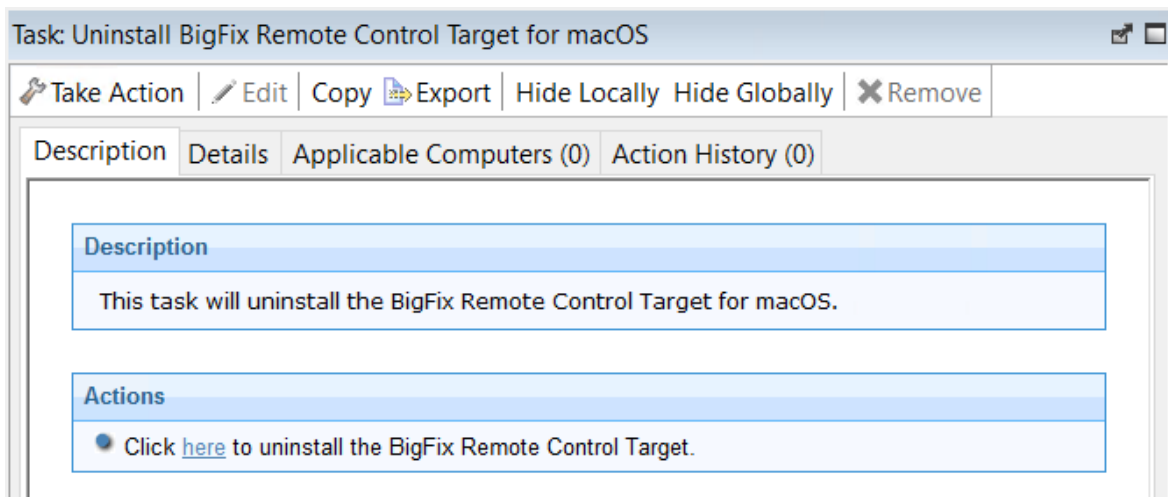 Task: Uninstall BigFix Remote Control Target for macOS
Take Action Edit Copy Export Hide Locally Hide Globally Remove
Description Details Applicable Computers (0) Action History (0)
Description
This task will uninstall the BigFix Remote Control Target for macOS.
Actions
Click here to uninstall the BigFix Remote Control Target.